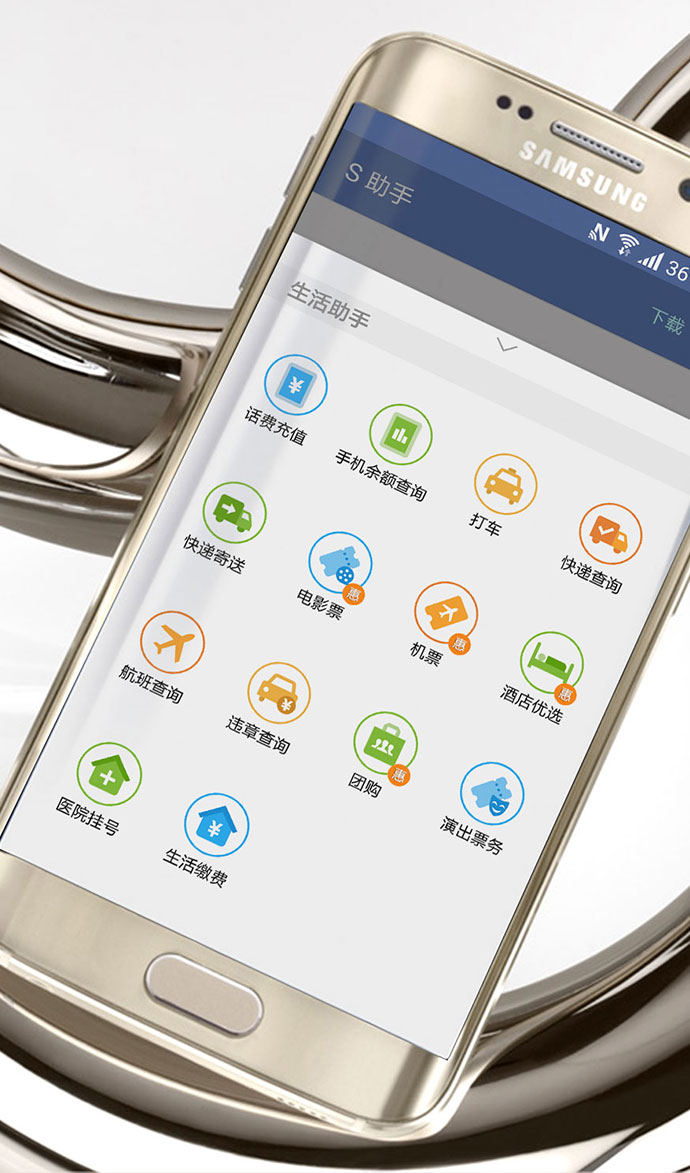 SAMSUNG
N
36
S 助手
下载
生活助手
话费充值
手机余额查询
打车
快递查询
快递寄送
电影票
惠
机票
惠
酒店优选
惠
航班查询
违章查询
团购
惠
演出票务
医院挂号
生活缴费